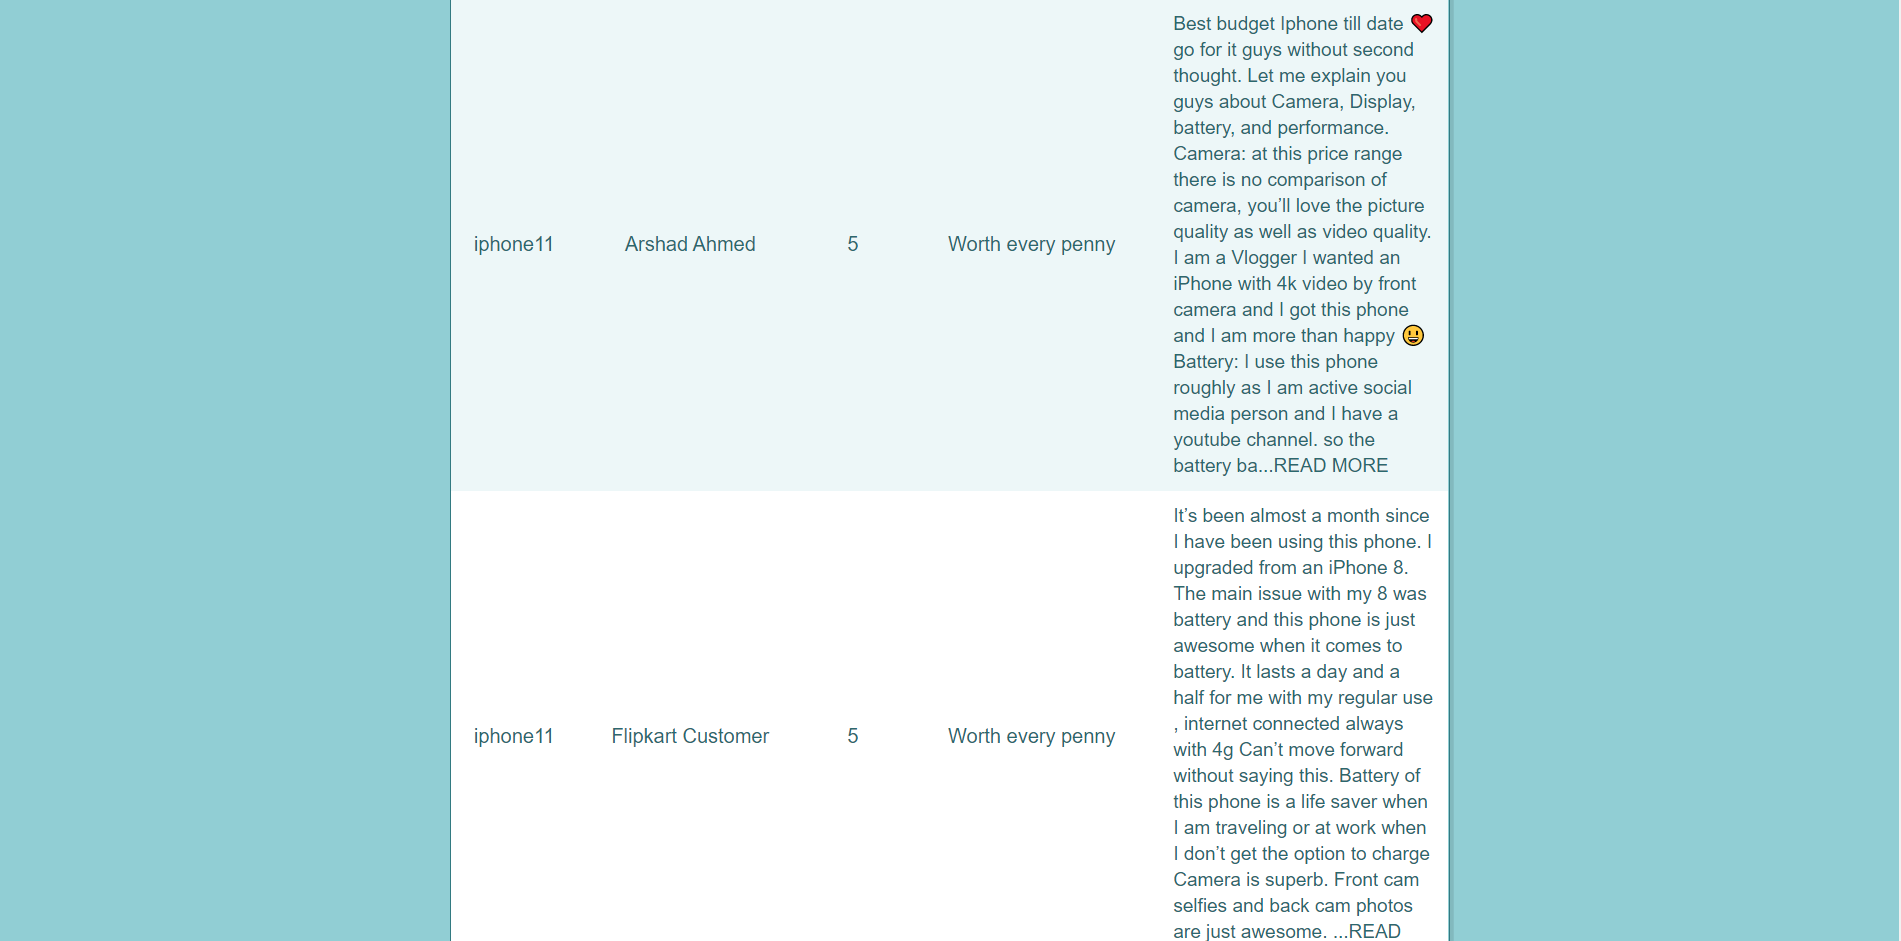 Best budget Iphone till date ❤️
go for it guys without second
thought. Let me explain you
guys about Camera, Display,
battery, and performance.
Camera: at this price range
there is no comparison of
camera, you’ll love the picture
quality as well as video quality.
iphone11 Arshad Ahmed 5 Worth every penny
I am a Vlogger I wanted an
iPhone with 4k video by front
camera and I got this phone
and I am more than happy 😃
Battery: I use this phone
roughly as I am active social
media person and I have a
youtube channel. so the
battery ba...READ MORE
It’s been almost a month since
I have been using this phone. I
upgraded from an iPhone 8.
The main issue with my 8 was
battery and this phone is just
awesome when it comes to
battery. It lasts a day and a
half for me with my regular use
, internet connected always
iphone11 Flipkart Customer 5 Worth every penny
with 4g Can’t move forward
without saying this. Battery of
this phone is a life saver when
I am traveling or at work when
I don’t get the option to charge
Camera is superb. Front cam
selfies and back cam photos
are just awesome. ...READ